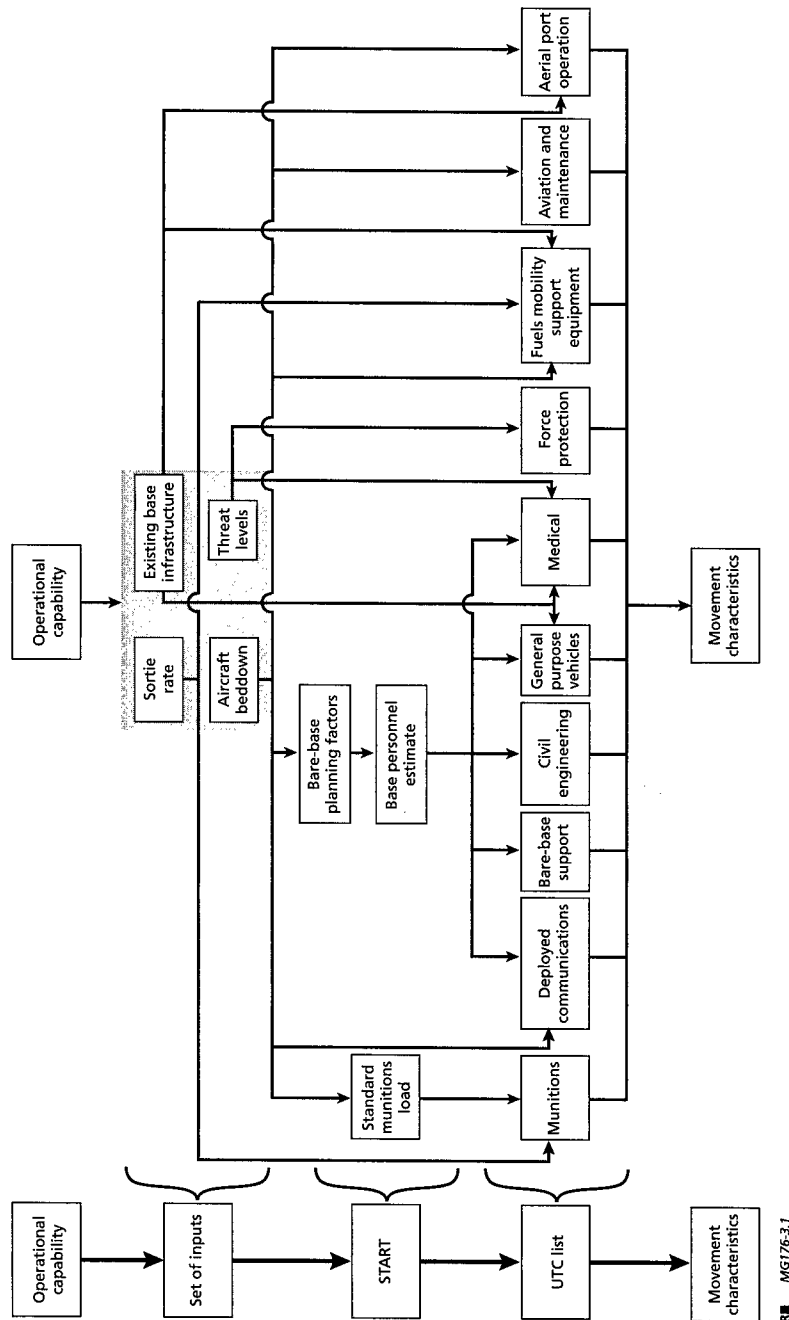 Operational
capability
Set of inputs
START
UTC list
Movement
characteristics
Operational
capability
Sortie
rate
Existing base
infrastructure
Aircraft
beddown
Threat
levels
Bare-base
planning factors
Base personnel
estimate
Standard
munitions
load
Munitions
Deployed
communications
Bare-base
support
Civil
engineering
General
purpose
vehicles
Medical
Force
protection
Fuels mobility
support
equipment
Aviation and
maintenance
Aerial port
operation
Movement
characteristics
MG176-3.1